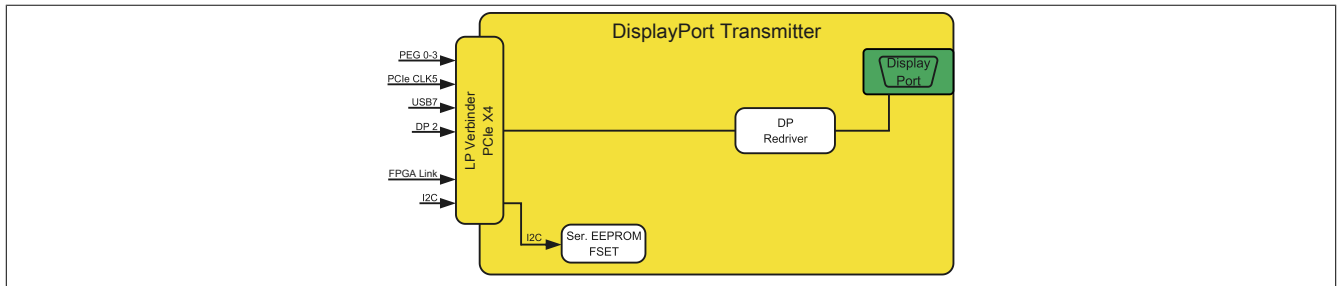 DisplayPort Transmitter
PEG 0-3
PCIe CLK5
USB7
DP 2
FPGA Link
I2C
LP Verbinder
PCIe X4
Display
Port
DP
Redriver
I2C
Ser. EEPROM
FSET